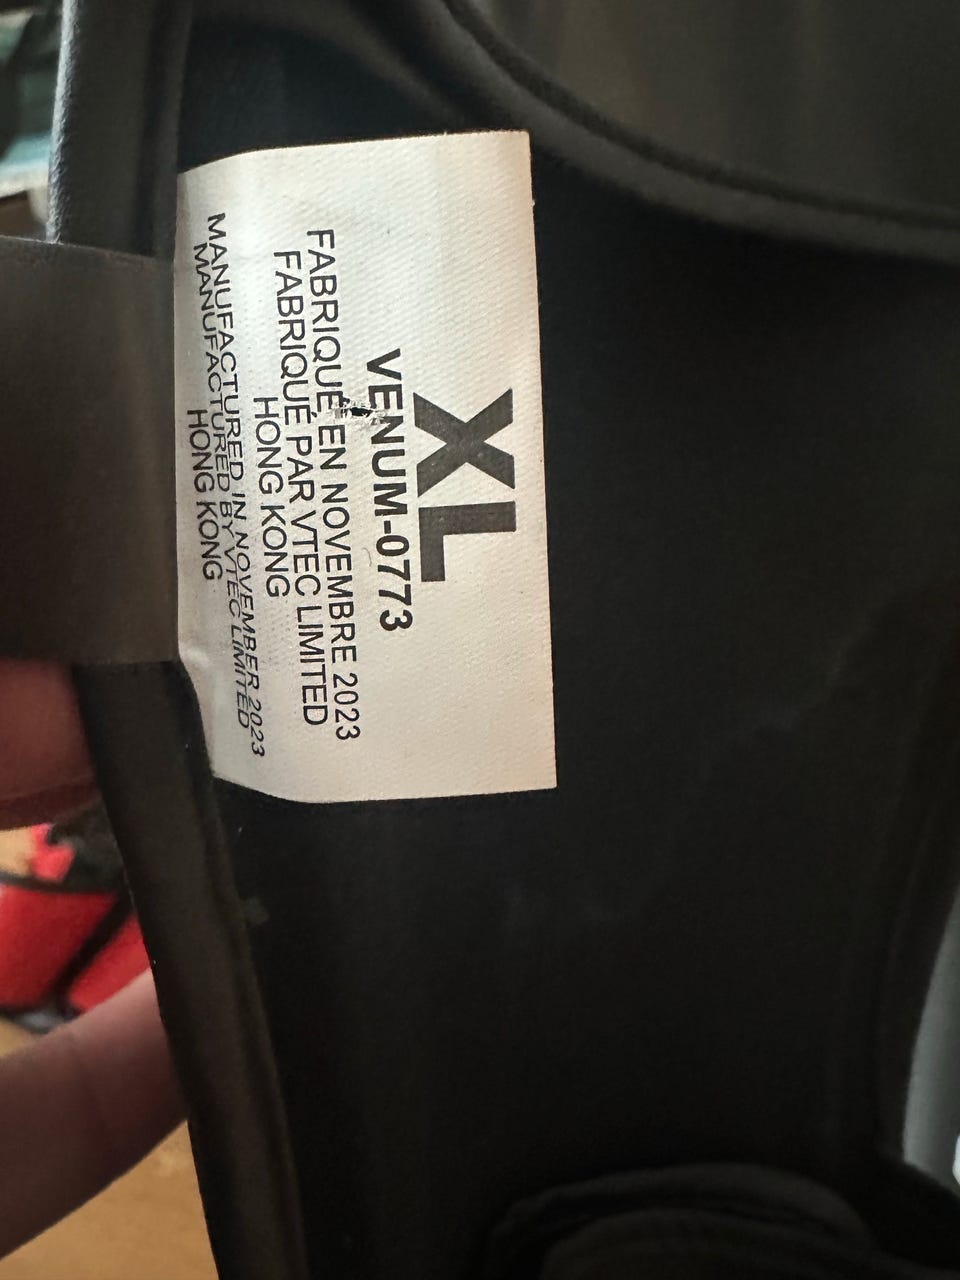 XL
VENUM-0773
FABRIQUÉ EN NOVEMBRE 2023
FABRIQUÉ PAR VTEC LIMITED
HONG KONG
MANUFACTURED IN NOVEMBER 2023
MANUFACTURED BY VTEC LIMITED
HONG KONG